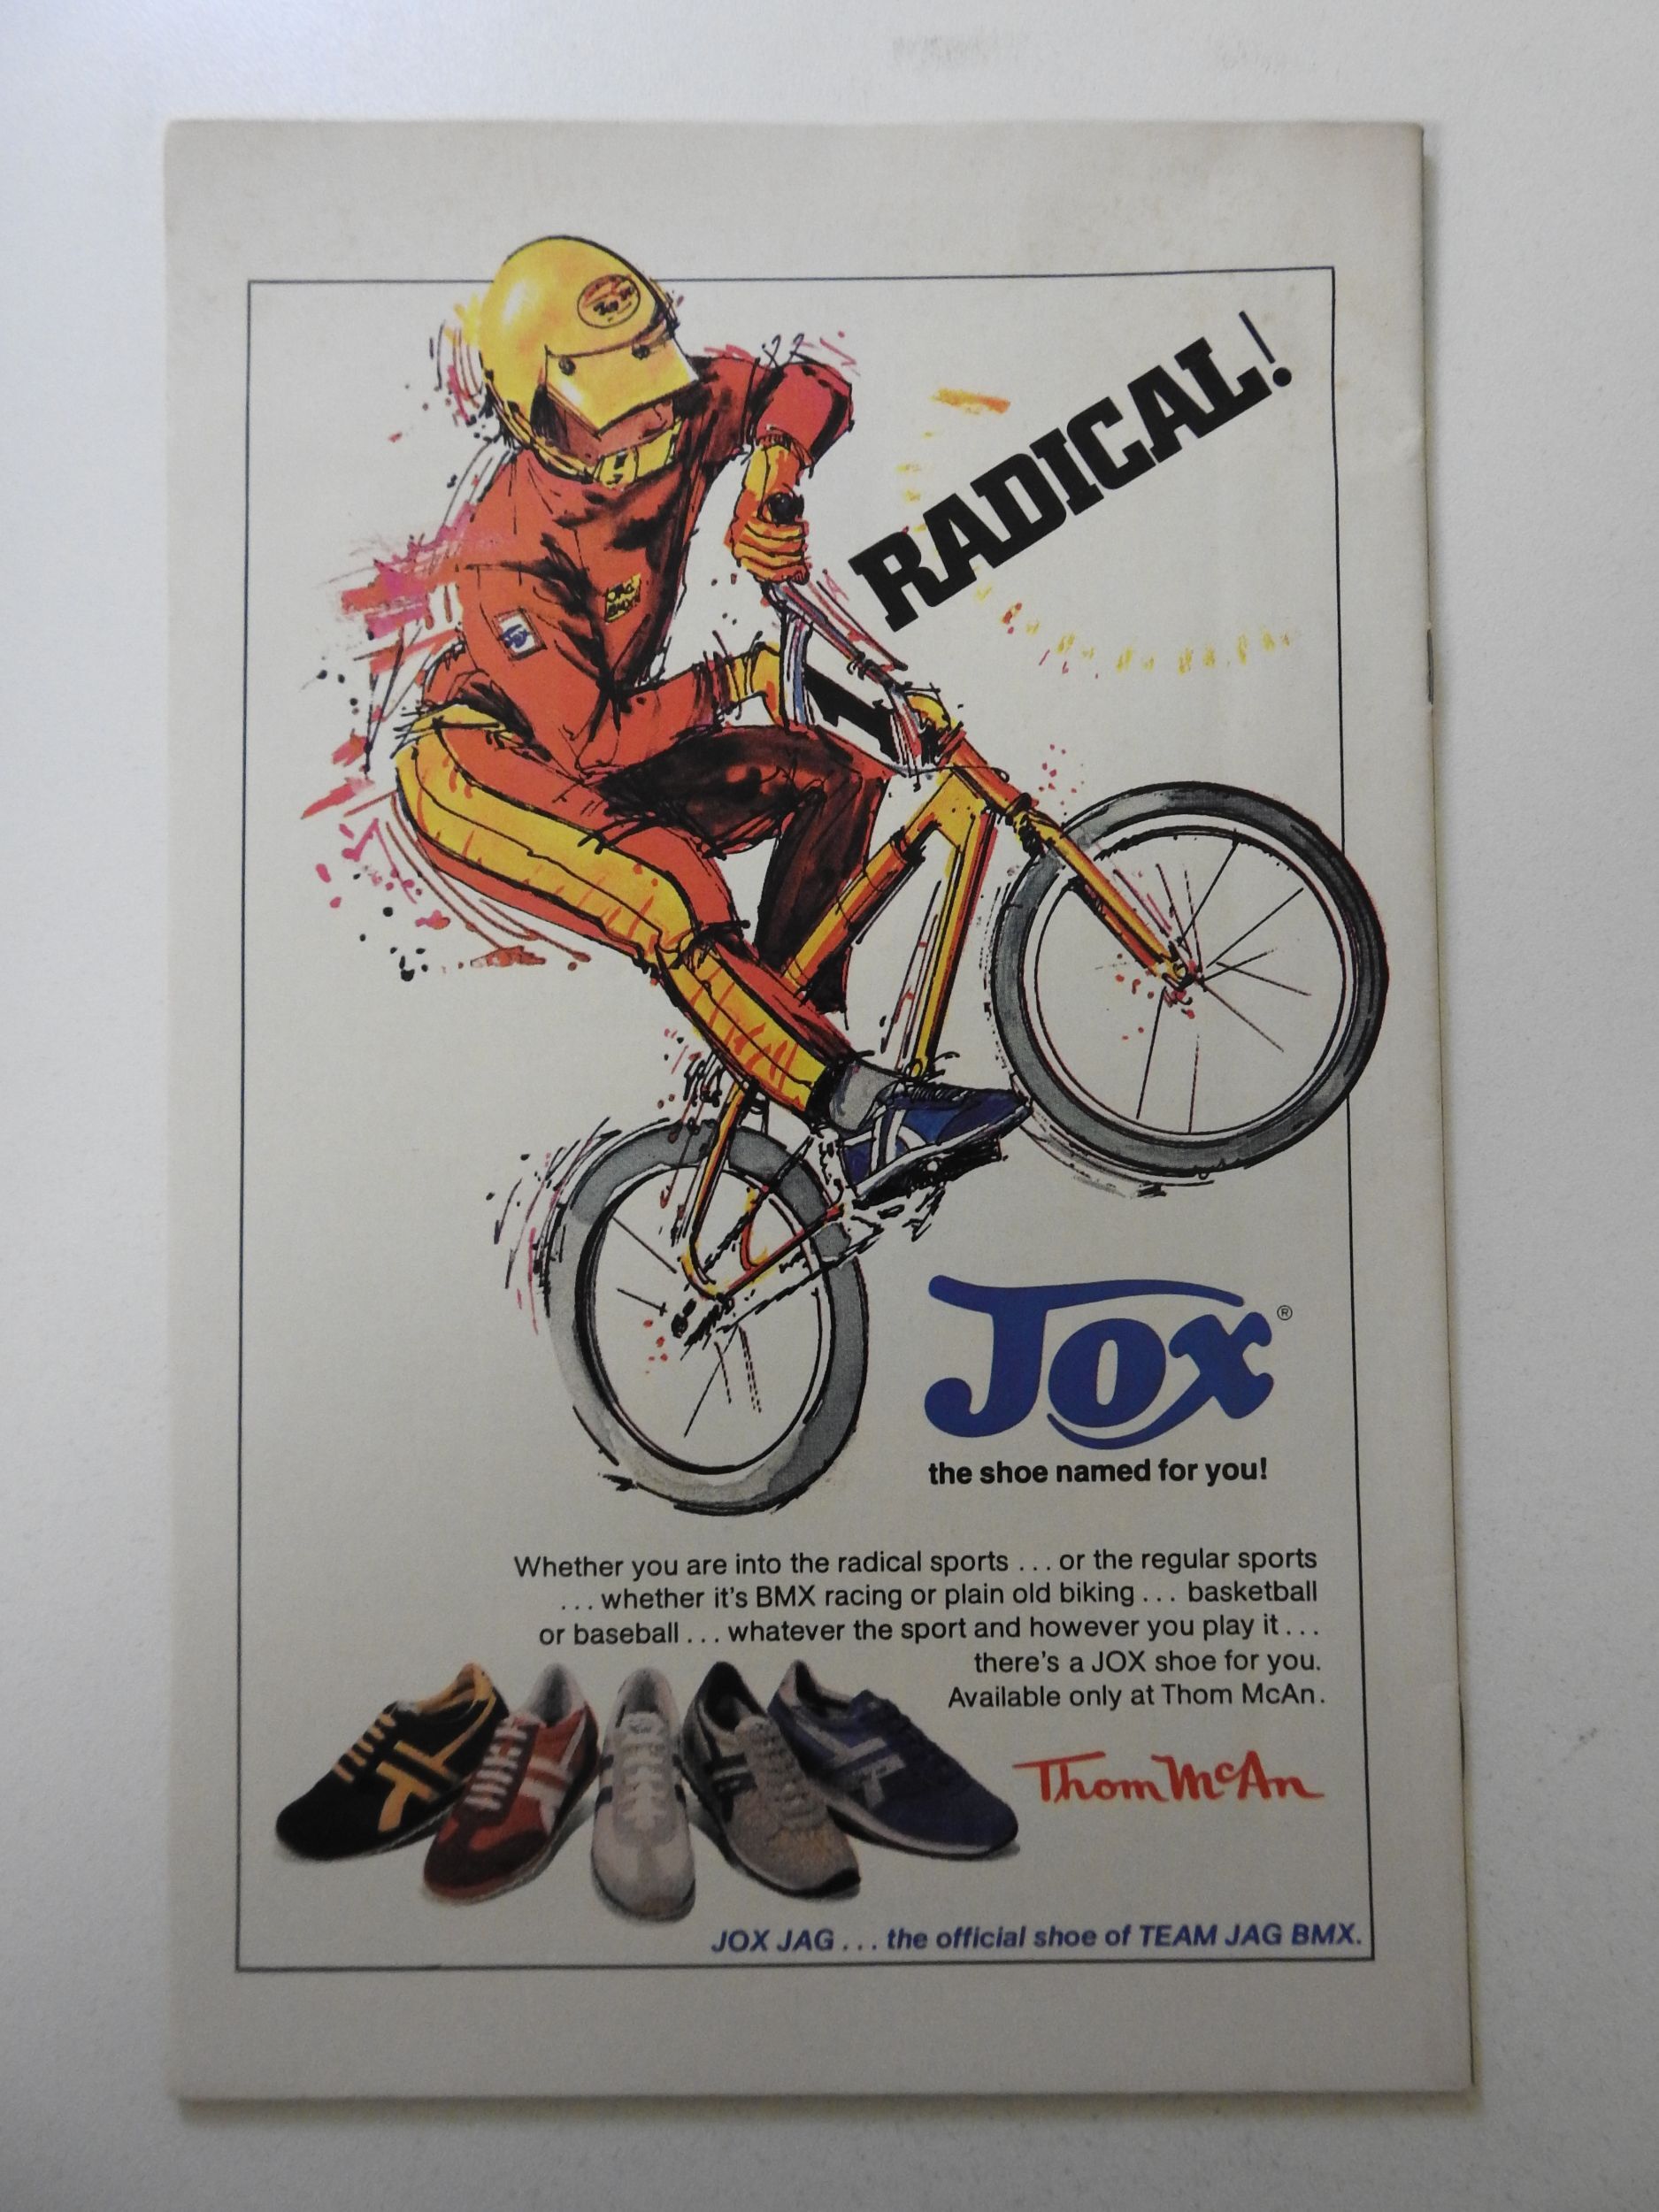 RADICAL!
JAG
BMX
1
Jox®
the shoe named for you!
Whether you are into the radical sports . . . or the regular sports
. . . whether it's BMX racing or plain old biking . . . basketball
or baseball . . . whatever the sport and however you play it . . .
there's a JOX shoe for you.
Available only at Thom McAn.
Thom McAn
JOX JAG . . . the official shoe of TEAM JAG BMX.